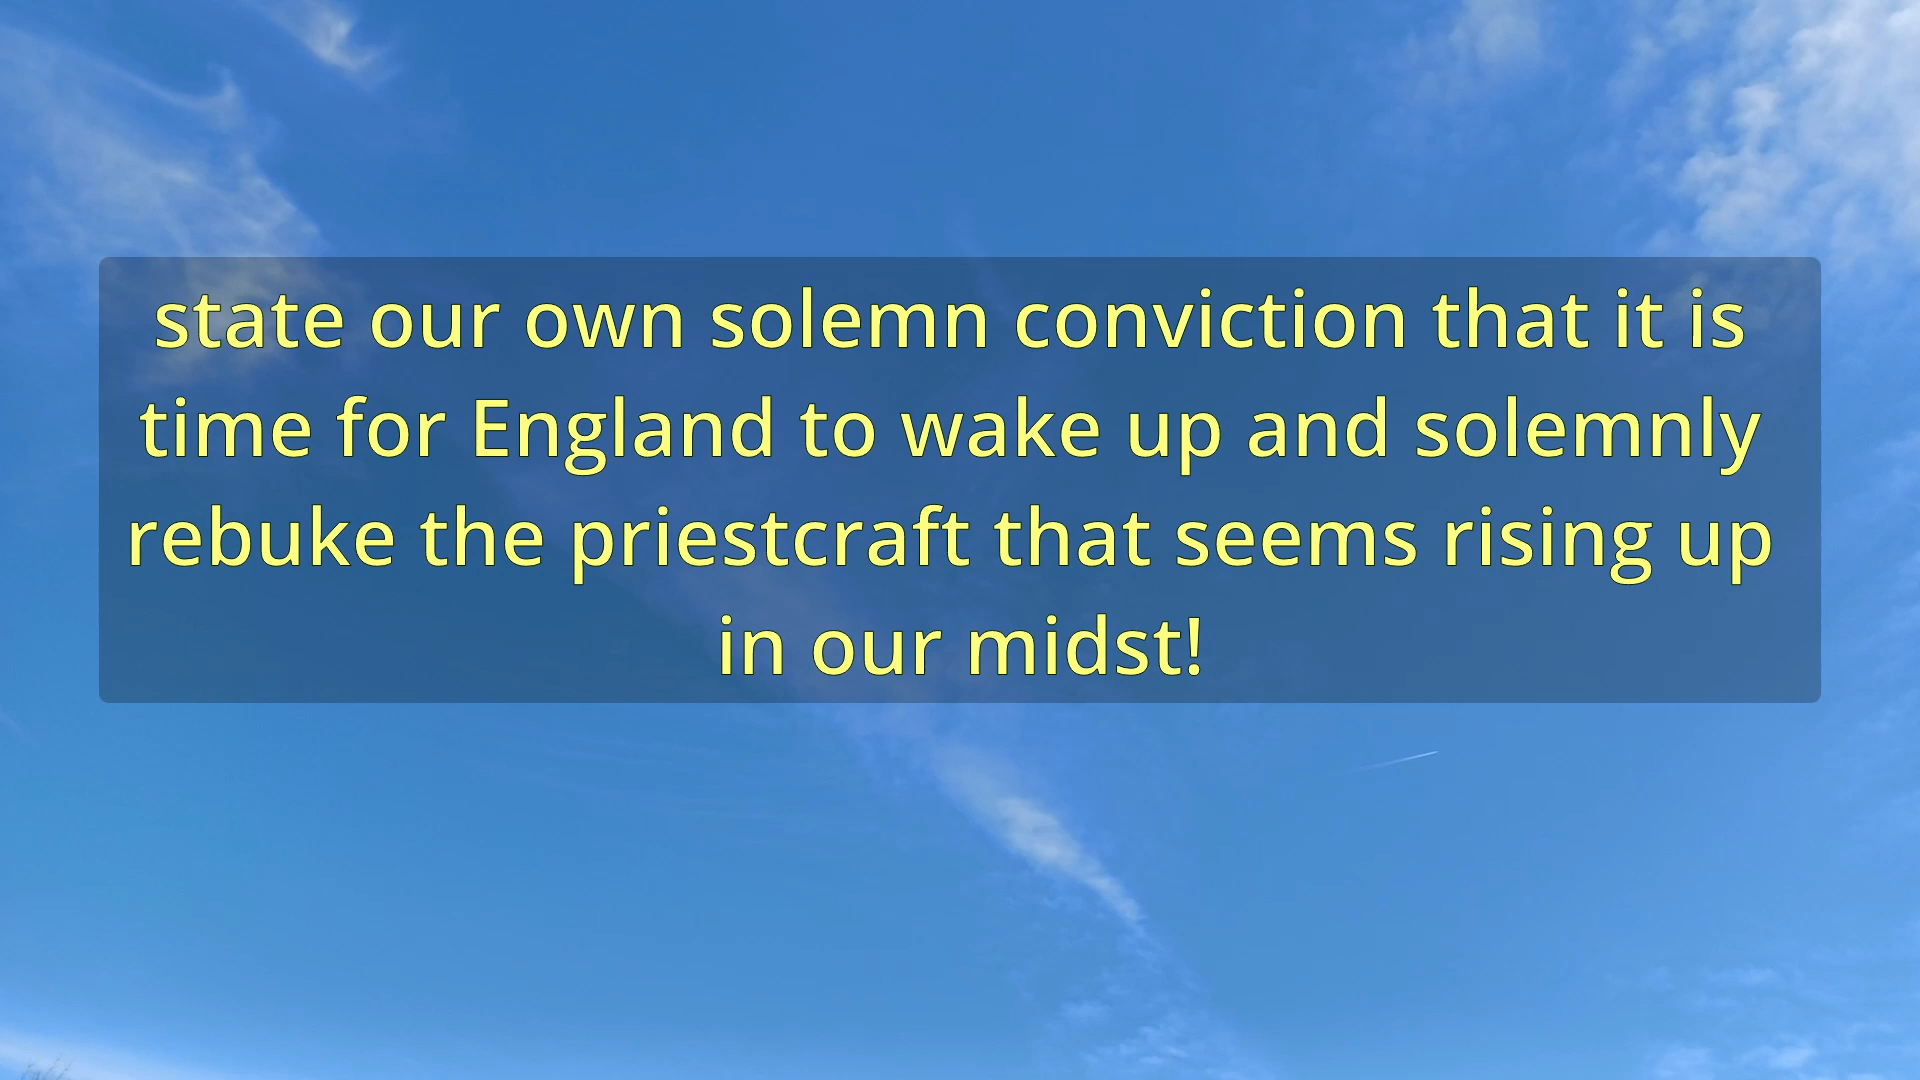 state our own solemn conviction that it is
time for England to wake up and solemnly
rebuke the priestcraft that seems rising up
in our midst!